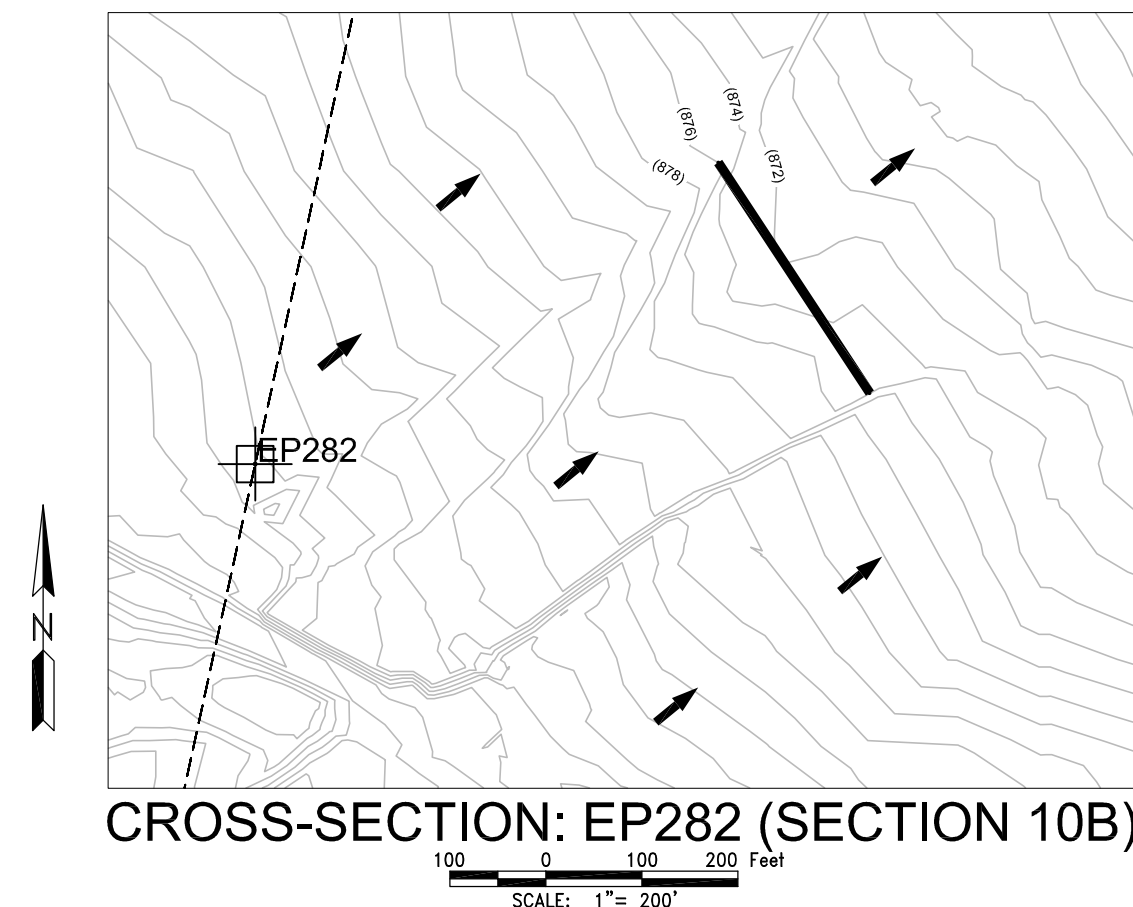 (874)
(876)
(872)
(878)
EP282
N
CROSS-SECTION: EP282 (SECTION 10B)
100 0 100 200 Feet
SCALE: 1"= 200'